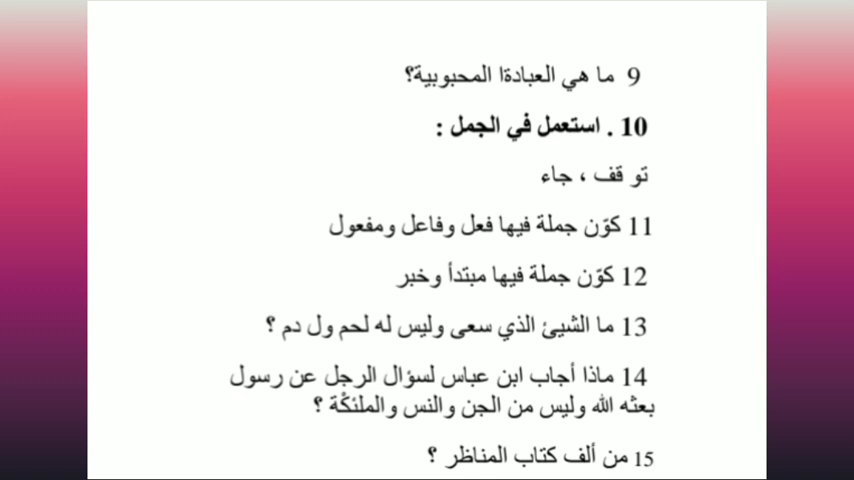 9 ما هي العبادةا المحبوبية؟
10 . استعمل في الجمل :
تو قف ، جاء
11 كوّن جملة فيها فعل وفاعل ومفعول
12 كوّن جملة فيها مبتدأ وخبر
13 ما الشيئ الذي سعى وليس له لحم ول دم ؟
14 ماذا أجاب ابن عباس لسؤال الرجل عن رسول
بعثه الله وليس من الجن والنس والملئكْة ؟
15 من ألف كتاب المناظر ؟